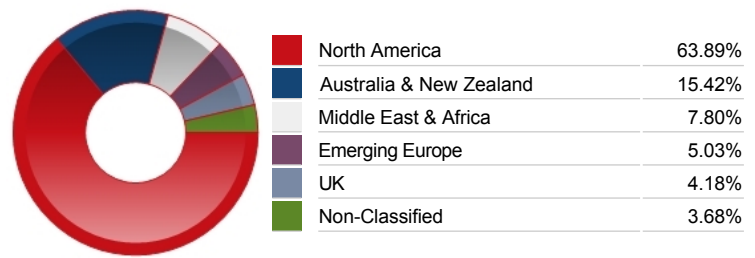 North America 63.89%
Australia & New Zealand 15.42%
Middle East & Africa 7.80%
Emerging Europe 5.03%
UK 4.18%
Non-Classified 3.68%